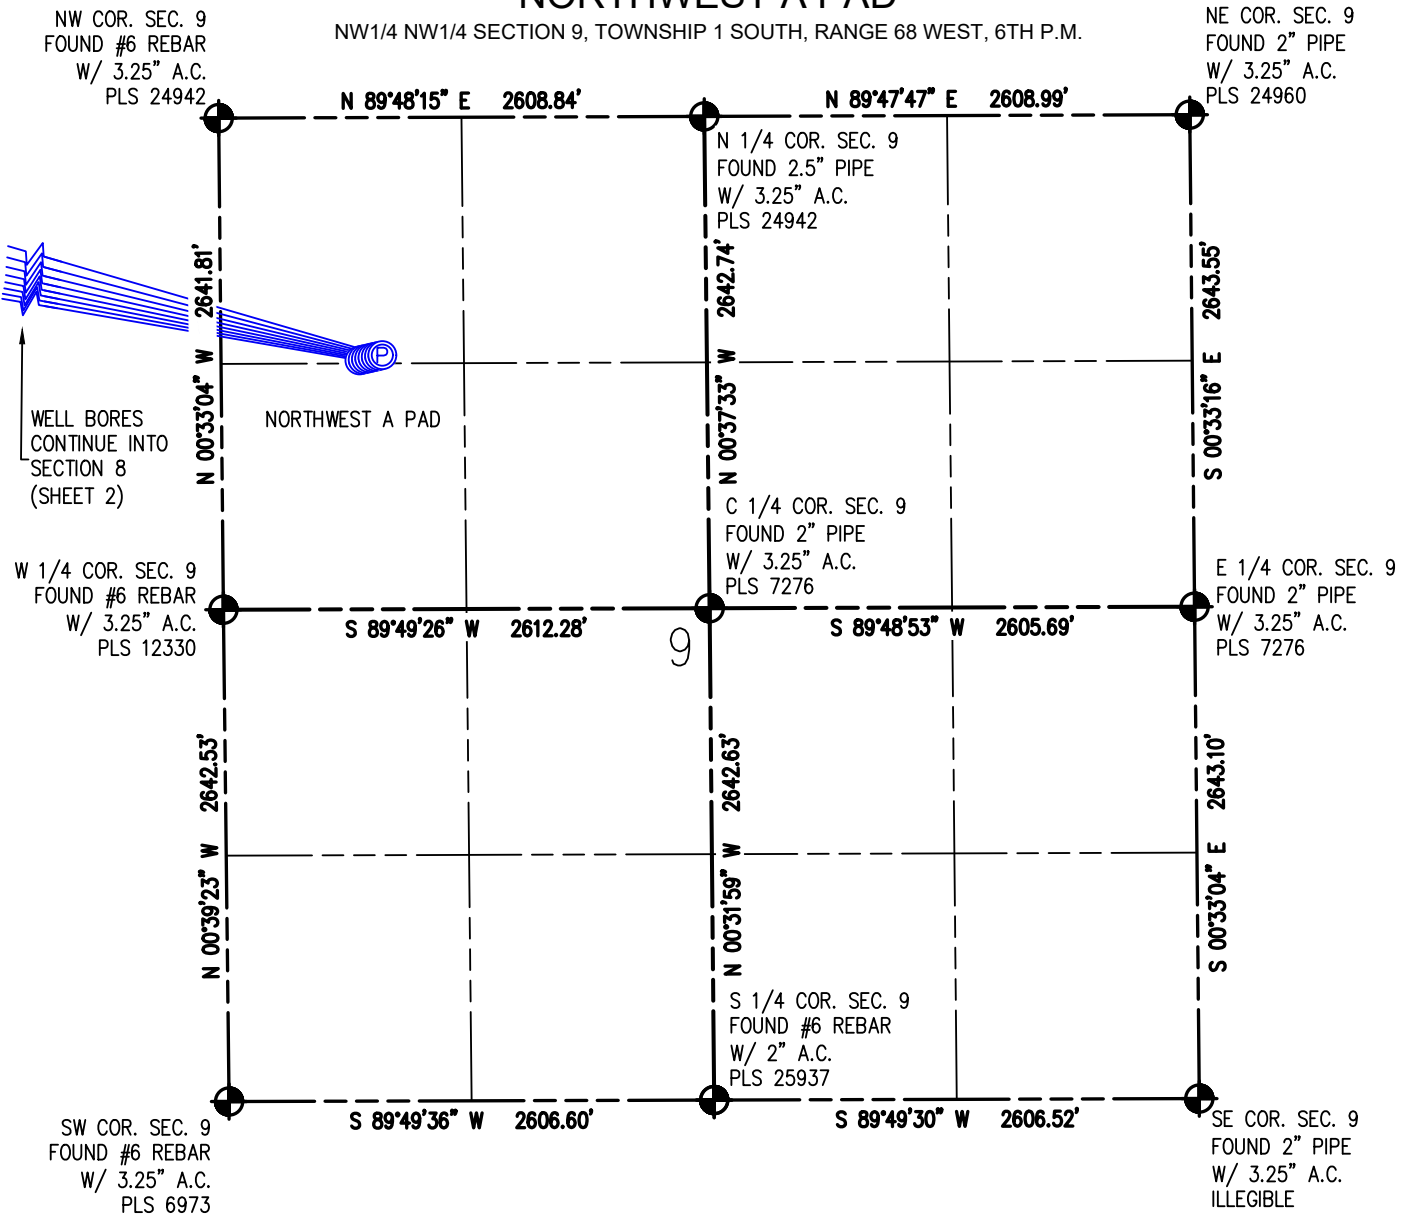 NORTHWEST A PAD
NW1/4 NW1/4 SECTION 9, TOWNSHIP 1 SOUTH, RANGE 68 WEST, 6TH P.M.
NW COR. SEC. 9
FOUND #6 REBAR
W/ 3.25" A.C.
PLS 24942
NE COR. SEC. 9
FOUND 2" PIPE
W/ 3.25" A.C.
PLS 24960
N 89°48'15" E 2608.84'
N 89°47'47" E 2608.99'
N 1/4 COR. SEC. 9
FOUND 2.5" PIPE
W/ 3.25" A.C.
PLS 24942
N 00°33'04" W 2641.81'
N 00°37'33" W 2642.74'
S 00°33'16" E 2643.55'
P
NORTHWEST A PAD
WELL BORES
CONTINUE INTO
SECTION 8
(SHEET 2)
C 1/4 COR. SEC. 9
FOUND 2" PIPE
W/ 3.25" A.C.
PLS 7276
W 1/4 COR. SEC. 9
FOUND #6 REBAR
W/ 3.25" A.C.
PLS 12330
E 1/4 COR. SEC. 9
FOUND 2" PIPE
W/ 3.25" A.C.
PLS 7276
S 89°49'26" W 2612.28'
S 89°48'53" W 2605.69'
9
N 00°39'23" W 2642.53'
N 00°31'59" W 2642.63'
S 00°33'04" E 2643.10'
S 1/4 COR. SEC. 9
FOUND #6 REBAR
W/ 2" A.C.
PLS 25937
S 89°49'36" W 2606.60'
S 89°49'30" W 2606.52'
SW COR. SEC. 9
FOUND #6 REBAR
W/ 3.25" A.C.
PLS 6973
SE COR. SEC. 9
FOUND 2" PIPE
W/ 3.25" A.C.
ILLEGIBLE